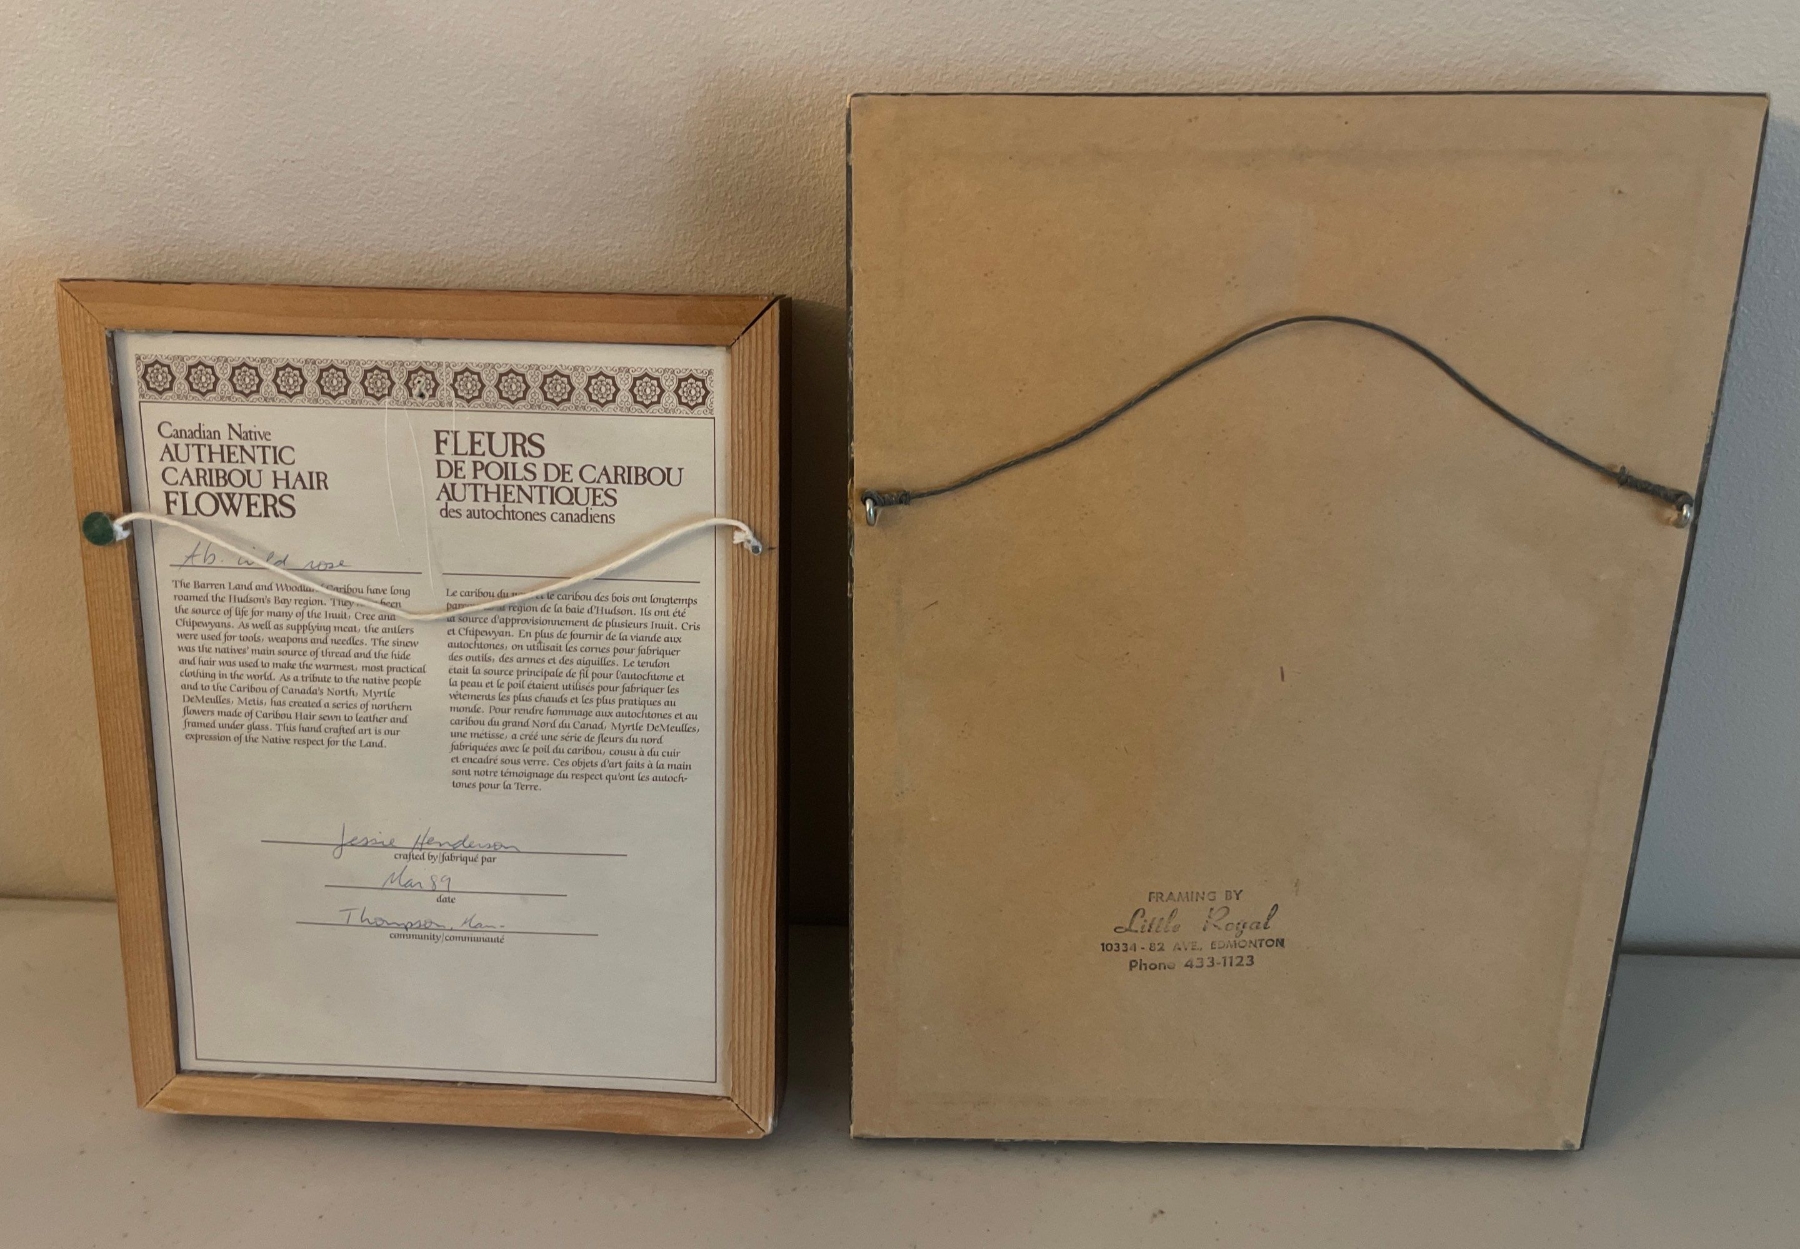 Canadian Native
AUTHENTIC
CARIBOU HAIR
FLOWERS
Ab. wild rose
The Barren Land and Woodland Caribou have long
roamed the Hudson's Bay region. They have been
the source of life for many of the Inuit, Cree and
Chipewyans. As well as supplying meat, the antlers
were used for tools, weapons and needles. The sinew
was the natives' main source of thread and the hide
and hair was used to make the warmest, most practical
clothing in the world. As a tribute to the native people
and to the Caribou of Canada's North, Myrtle
DeMeulles, Metis, has created a series of northern
flowers made of Caribou Hair sewn to leather and
framed under glass. This hand crafted art is our
expression of the Native respect for the Land.
FLEURS
DE POILS DE CARIBOU
AUTHENTIQUES
des autochtones canadiens
Le caribou du le caribou des bois ont longtemps
région de la baie d'Hudson. Ils ont été
la source d'approvisionnement de plusieurs Inuit, Cris
et Chipewyan. En plus de fournir de la viande aux
autochtones, on utilisait les cornes pour fabriquer
des outils, des armes et des aiguilles. Le tendon
était la source principale de fil pour l'autochtone et
la peau et le poil étaient utilisés pour fabriquer les
vêtements les plus chauds et les plus pratiques au
monde. Pour rendre hommage aux autochtones et au
caribou du grand Nord du Canad, Myrtle DeMeulles,
une métisse, a créé une série de fleurs du nord
fabriquées avec le poil du caribou, cousu à du cuir
et encadré sous verre. Ces objets d'art faits à la main
sont notre témoignage du respect qu'ont les autoch-
tones pour la Terre.
Jessie Henderson
crafted by/fabriqué par
Mar 89
date
Thompson, Man.
community/communauté
FRAMING BY
Little Royal
10334 - 82 AVE., EDMONTON
Phone 433-1123